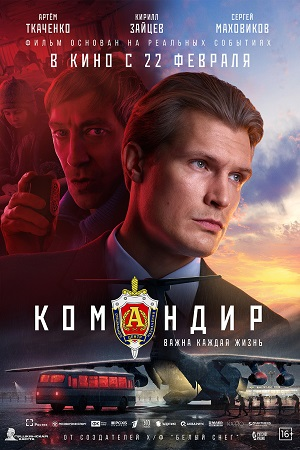 АРТЁМ ТКАЧЕНКО
КИРИЛЛ ЗАЙЦЕВ
СЕРГЕЙ МАХОВИКОВ
ФИЛЬМ ОСНОВАН НА РЕАЛЬНЫХ СОБЫТИЯХ
В КИНО С 22 ФЕВРАЛЯ
КОМАНДИР
ВАЖНА КАЖДАЯ ЖИЗНЬ
ОТ СОЗДАТЕЛЕЙ Х/Ф "БЕЛЫЙ СНЕГ"
16+